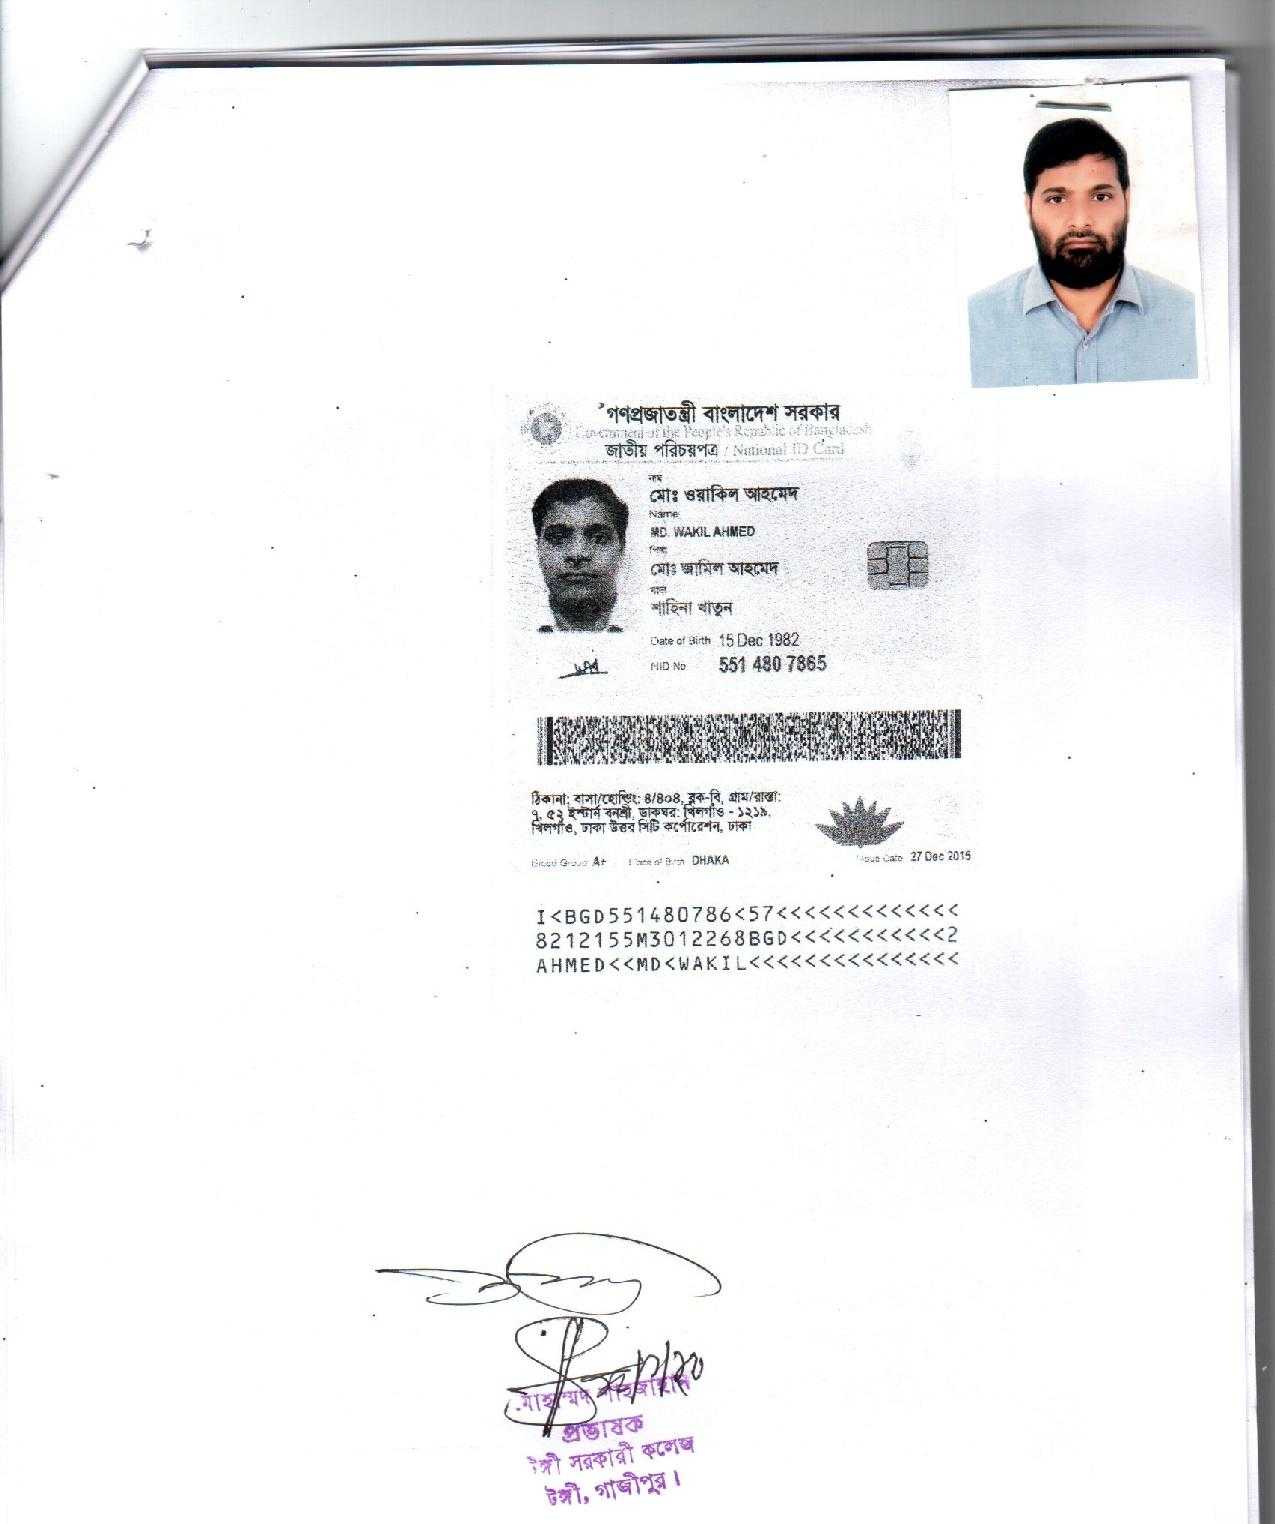 গণপ্রজাতন্ত্রী বাংলাদেশ সরকার
Government of the People's Republic of Bangladesh
জাতীয় পরিচয়পত্র / National ID Card
নাম
মোঃ ওয়াকিল আহমেদ
Name
MD. WAKIL AHMED
পিতা
মোঃ জামিল আহমেদ
মাতা
শাহিনা খাতুন
Date of Birth 15 Dec 1982
NID No 551 480 7865
ঠিকানা: বাসা/হোল্ডিং: ৪/৪০৪, ব্লক-বি, গ্রাম/রাস্তা:
৭, ৫২ ইস্টার্ন বনশ্রী, ডাকঘর: খিলগাঁও - ১২১৯,
খিলগাঁও, ঢাকা উত্তর সিটি কর্পোরেশন, ঢাকা
Blood Group A+ Place of Birth DHAKA Issue Date 27 Dec 2015
I<BGD551480786<57<<<<<<<<<<<<<
8212155M3012268BGD<<<<<<<<<<<2
AHMED<<MD<WAKIL<<<<<<<<<<<<<<<
প্রভাষক
টঙ্গী সরকারী কলেজ
টঙ্গী, গাজীপুর।